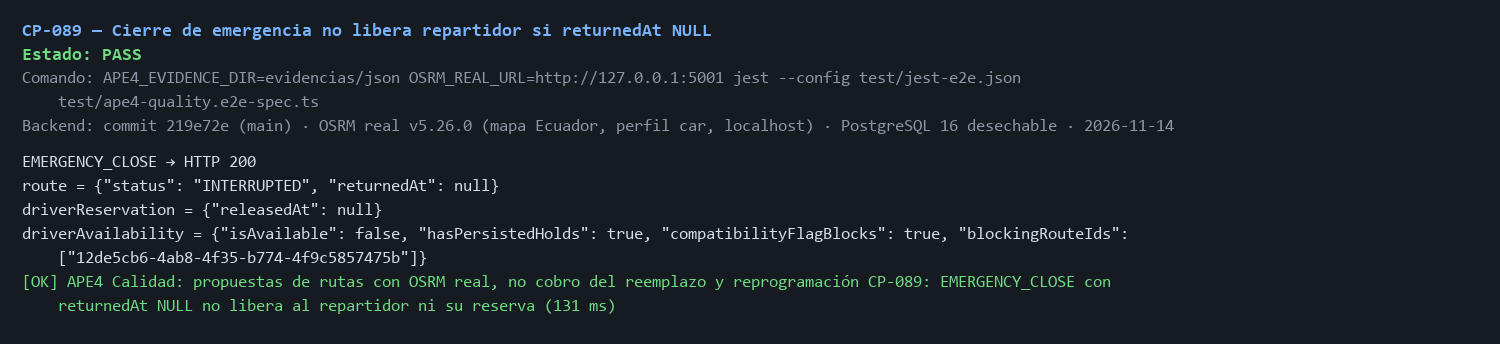 CP-089 — Cierre de emergencia no libera repartidor si returnedAt NULL
Estado: PASS
Comando: APE4_EVIDENCE_DIR=evidencias/json OSRM_REAL_URL=http://127.0.0.1:5001 jest --config test/jest-e2e.json
test/ape4-quality.e2e-spec.ts
Backend: commit 219e72e (main) · OSRM real v5.26.0 (mapa Ecuador, perfil car, localhost) · PostgreSQL 16 desechable · 2026-11-14
EMERGENCY_CLOSE → HTTP 200
route = {"status": "INTERRUPTED", "returnedAt": null}
driverReservation = {"releasedAt": null}
driverAvailability = {"isAvailable": false, "hasPersistedHolds": true, "compatibilityFlagBlocks": true, "blockingRouteIds":
["12de5cb6-4ab8-4f35-b774-4f9c5857475b"]}
[OK] APE4 Calidad: propuestas de rutas con OSRM real, no cobro del reemplazo y reprogramación CP-089: EMERGENCY_CLOSE con
returnedAt NULL no libera al repartidor ni su reserva (131 ms)